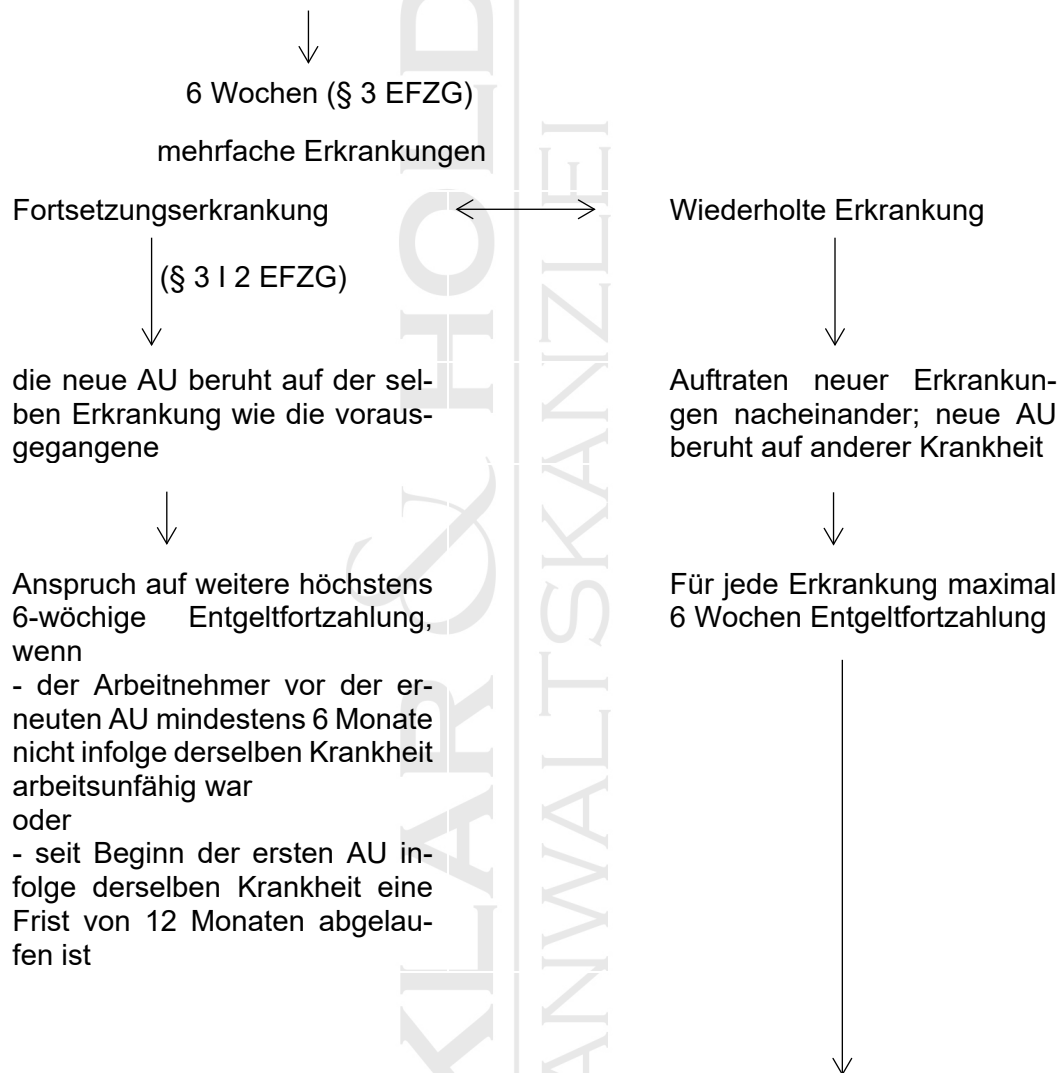 6 Wochen (§ 3 EFZG)
mehrfache Erkrankungen
Fortsetzungserkrankung
Wiederholte Erkrankung
(§ 3 I 2 EFZG)
die neue AU beruht auf der sel-
ben Erkrankung wie die voraus-
gegangene
Auftraten neuer Erkrankun-
gen nacheinander; neue AU
beruht auf anderer Krankheit
Anspruch auf weitere höchstens
6-wöchige Entgeltfortzahlung,
wenn
- der Arbeitnehmer vor der er-
neuten AU mindestens 6 Monate
nicht infolge derselben Krankheit
arbeitsunfähig war
oder
- seit Beginn der ersten AU in-
folge derselben Krankheit eine
Frist von 12 Monaten abgelau-
fen ist
Für jede Erkrankung maximal
6 Wochen Entgeltfortzahlung
KLAR & HOLD
ANWALTSKANZLEI